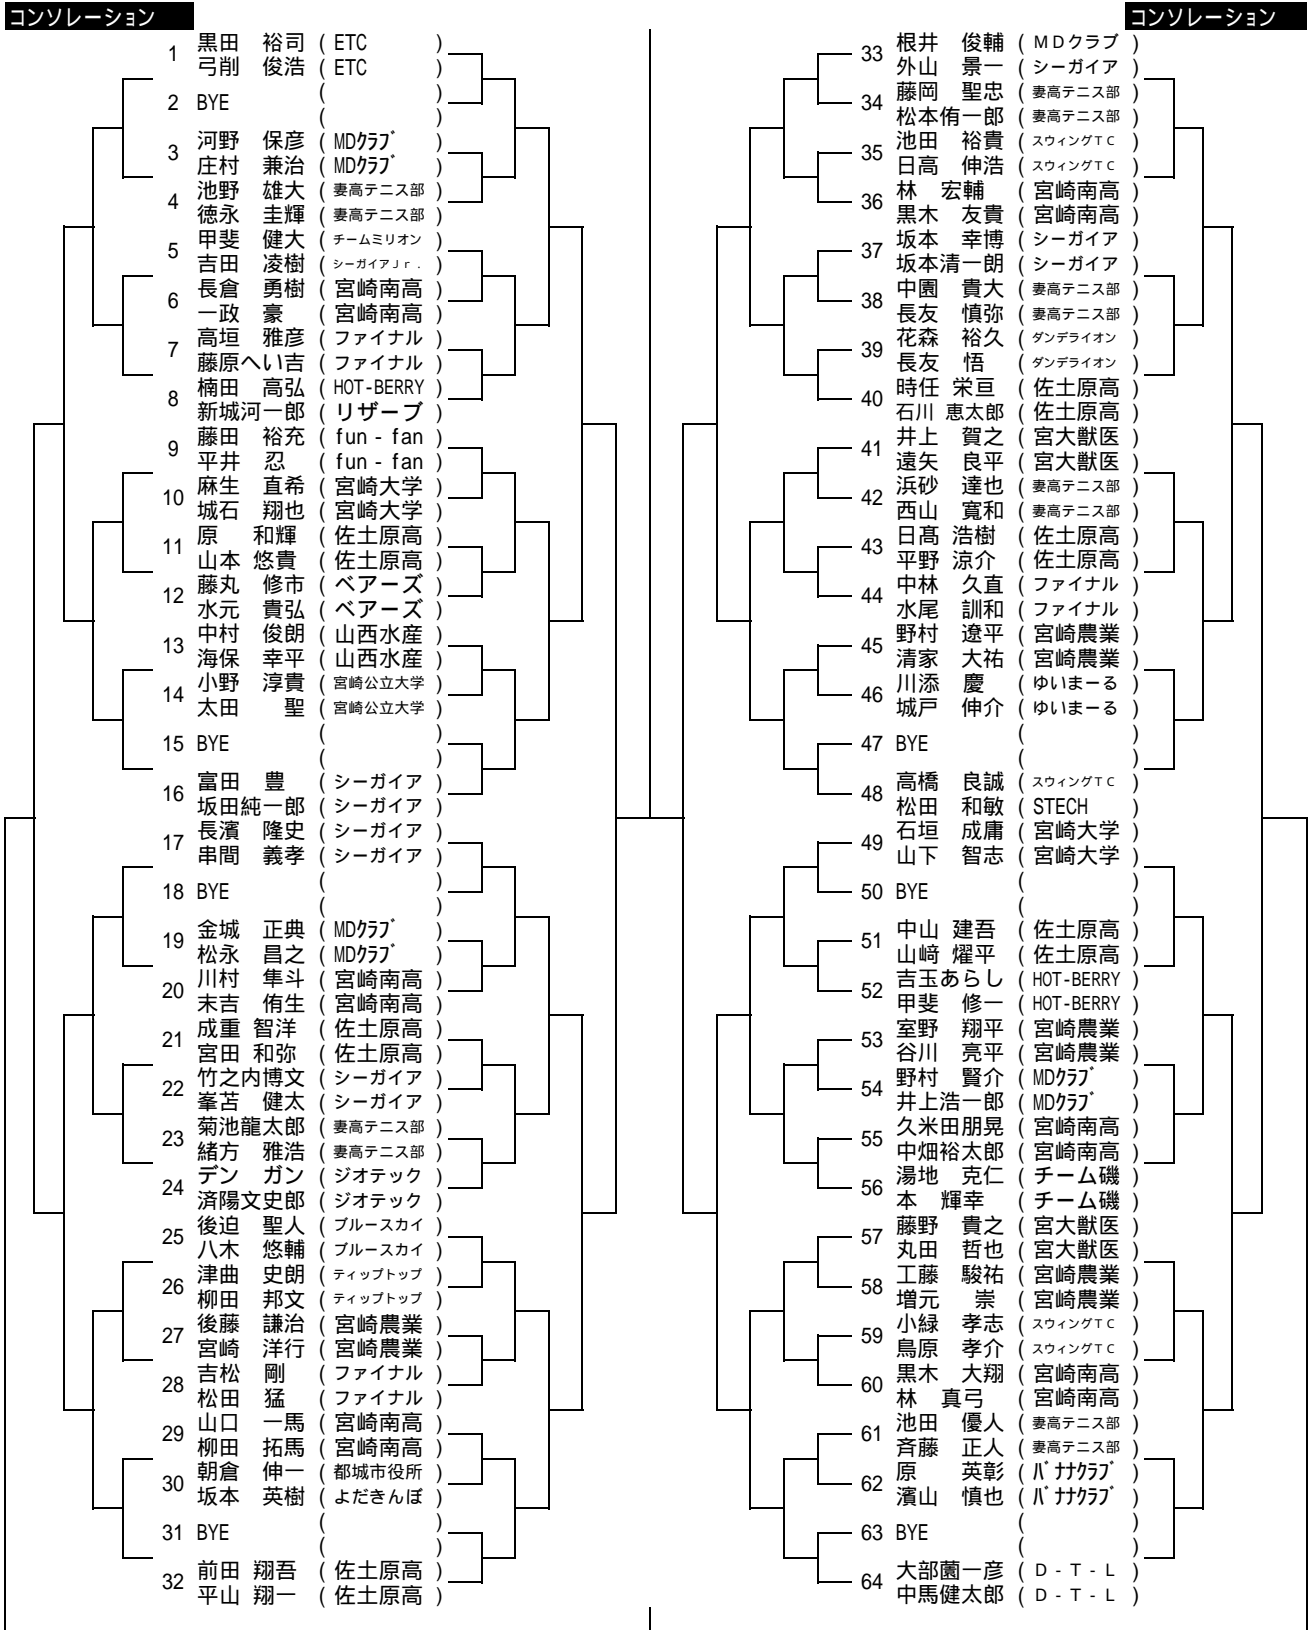 コンソレーション
コンソレーション
1 黒田 裕司 ( ETC )
弓削 俊浩 ( ETC )
2 BYE ( )
( )
3 河野 保彦 ( MDクラブ )
庄村 兼治 ( MDクラブ )
4 池野 雄大 ( 妻高テニス部 )
徳永 圭輝 ( 妻高テニス部 )
5 甲斐 健大 ( チームミリオン )
吉田 凌樹 ( シーガイアJr. )
6 長倉 勇樹 ( 宮崎南高 )
一政 豪 ( 宮崎南高 )
7 高垣 雅彦 ( ファイナル )
藤原へい吉 ( ファイナル )
8 楠田 高弘 ( HOT-BERRY )
新城河一郎 ( リザーブ )
9 藤田 裕充 ( fun - fan )
平井 忍 ( fun - fan )
10 麻生 直希 ( 宮崎大学 )
城石 翔也 ( 宮崎大学 )
11 原 和輝 ( 佐土原高 )
山本 悠貴 ( 佐土原高 )
12 藤丸 修市 ( ベアーズ )
水元 貴弘 ( ベアーズ )
13 中村 俊朗 ( 山西水産 )
海保 幸平 ( 山西水産 )
14 小野 淳貴 ( 宮崎公立大学 )
太田 聖 ( 宮崎公立大学 )
15 BYE ( )
( )
16 富田 豊 ( シーガイア )
坂田純一郎 ( シーガイア )
17 長濱 隆史 ( シーガイア )
串間 義孝 ( シーガイア )
18 BYE ( )
( )
19 金城 正典 ( MDクラブ )
松永 昌之 ( MDクラブ )
20 川村 隼斗 ( 宮崎南高 )
末吉 侑生 ( 宮崎南高 )
21 成重 智洋 ( 佐土原高 )
宮田 和弥 ( 佐土原高 )
22 竹之内博文 ( シーガイア )
峯苫 健太 ( シーガイア )
23 菊池龍太郎 ( 妻高テニス部 )
緒方 雅浩 ( 妻高テニス部 )
24 デン ガン ( ジオテック )
済陽文史郎 ( ジオテック )
25 後迫 聖人 ( ブルースカイ )
八木 悠輔 ( ブルースカイ )
26 津曲 史朗 ( ティップトップ )
柳田 邦文 ( ティップトップ )
27 後藤 謙治 ( 宮崎農業 )
宮崎 洋行 ( 宮崎農業 )
28 吉松 剛 ( ファイナル )
松田 猛 ( ファイナル )
29 山口 一馬 ( 宮崎南高 )
柳田 拓馬 ( 宮崎南高 )
30 朝倉 伸一 ( 都城市役所 )
坂本 英樹 ( よだきんぼ )
31 BYE ( )
( )
32 前田 翔吾 ( 佐土原高 )
平山 翔一 ( 佐土原高 )
33 根井 俊輔 ( MDクラブ )
外山 景一 ( シーガイア )
34 藤岡 聖忠 ( 妻高テニス部 )
松本侑一郎 ( 妻高テニス部 )
35 池田 裕貴 ( スウィングTC )
日高 伸浩 ( スウィングTC )
36 林 宏輔 ( 宮崎南高 )
黒木 友貴 ( 宮崎南高 )
37 坂本 幸博 ( シーガイア )
坂本清一朗 ( シーガイア )
38 中園 貴大 ( 妻高テニス部 )
長友 慎弥 ( 妻高テニス部 )
39 花森 裕久 ( ダンデライオン )
長友 悟 ( ダンデライオン )
40 時任 栄亘 ( 佐土原高 )
石川 恵太郎 ( 佐土原高 )
41 井上 賀之 ( 宮大獣医 )
遠矢 良平 ( 宮大獣医 )
42 浜砂 達也 ( 妻高テニス部 )
西山 寛和 ( 妻高テニス部 )
43 日髙 浩樹 ( 佐土原高 )
平野 涼介 ( 佐土原高 )
44 中林 久直 ( ファイナル )
水尾 訓和 ( ファイナル )
45 野村 遼平 ( 宮崎農業 )
清家 大祐 ( 宮崎農業 )
46 川添 慶 ( ゆいまーる )
城戸 伸介 ( ゆいまーる )
47 BYE ( )
( )
48 高橋 良誠 ( スウィングTC )
松田 和敏 ( STECH )
49 石垣 成庸 ( 宮崎大学 )
山下 智志 ( 宮崎大学 )
50 BYE ( )
( )
51 中山 建吾 ( 佐土原高 )
山﨑 燿平 ( 佐土原高 )
52 吉玉あらし ( HOT-BERRY )
甲斐 修一 ( HOT-BERRY )
53 室野 翔平 ( 宮崎農業 )
谷川 亮平 ( 宮崎農業 )
54 野村 賢介 ( MDクラブ )
井上浩一郎 ( MDクラブ )
55 久米田朋晃 ( 宮崎南高 )
中畑裕太郎 ( 宮崎南高 )
56 湯地 克仁 ( チーム磯 )
本 輝幸 ( チーム磯 )
57 藤野 貴之 ( 宮大獣医 )
丸田 哲也 ( 宮大獣医 )
58 工藤 駿祐 ( 宮崎農業 )
増元 崇 ( 宮崎農業 )
59 小緑 孝志 ( スウィングTC )
鳥原 孝介 ( スウィングTC )
60 黒木 大翔 ( 宮崎南高 )
林 真弓 ( 宮崎南高 )
61 池田 優人 ( 妻高テニス部 )
斉藤 正人 ( 妻高テニス部 )
62 原 英彰 ( バナナクラブ )
濱山 慎也 ( バナナクラブ )
63 BYE ( )
( )
64 大部薗一彦 ( D - T - L )
中馬健太郎 ( D - T - L )